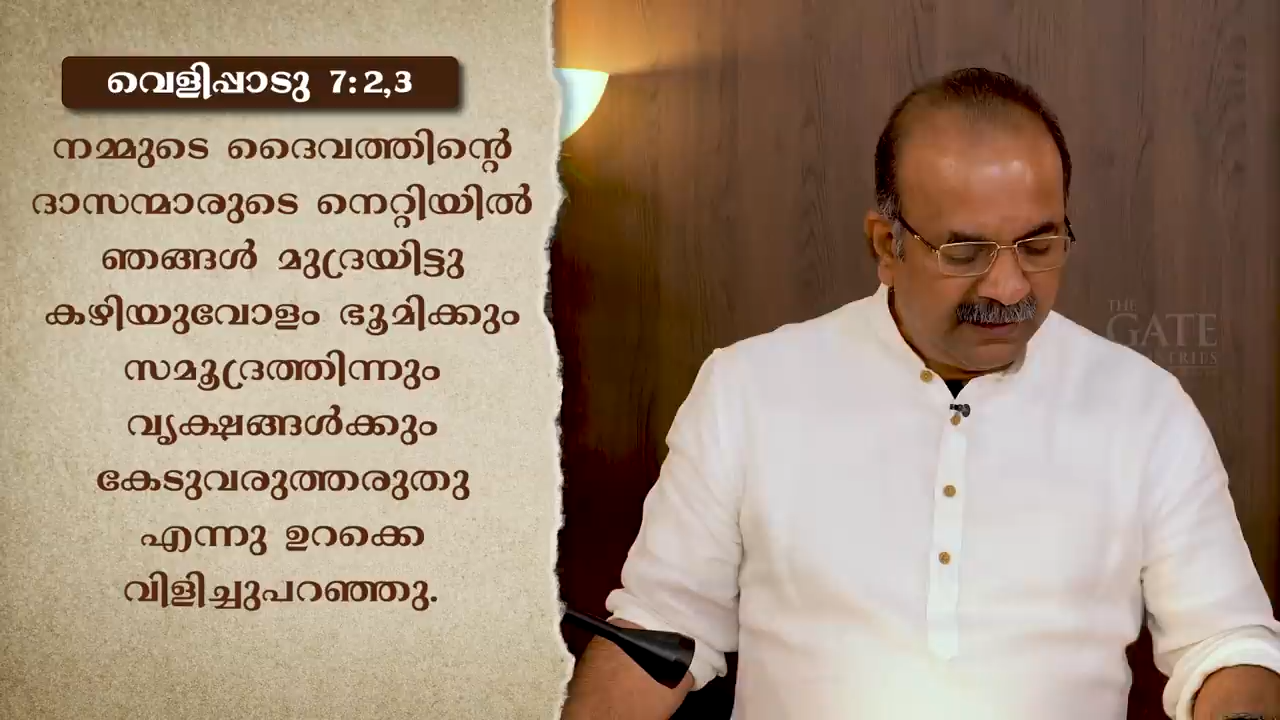 വെളിപ്പാടു 7:2,3
നമ്മുടെ ദൈവത്തിന്റെ
ദാസന്മാരുടെ നെറ്റിയിൽ
ഞങ്ങൾ മുദ്രയിട്ടു
കഴിയുവോളം ഭൂമിക്കും
സമൂദ്രത്തിന്നും
വൃക്ഷങ്ങൾക്കും
കേടുവരുത്തരുതു
എന്നു ഉറക്കെ
വിളിച്ചുപറഞ്ഞു.
THE
GATE